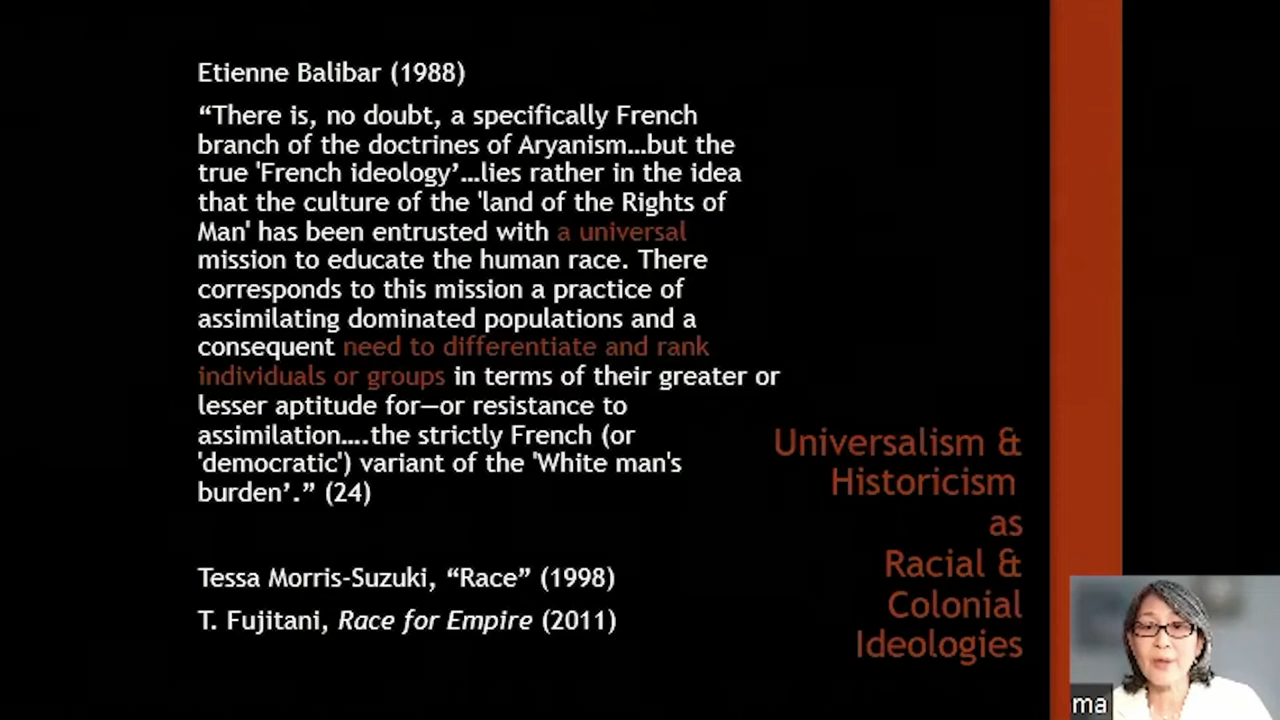 Etienne Balibar (1988)
“There is, no doubt, a specifically French
branch of the doctrines of Aryanism…but the
true 'French ideology’…lies rather in the idea
that the culture of the 'land of the Rights of
Man' has been entrusted with a universal
mission to educate the human race. There
corresponds to this mission a practice of
assimilating dominated populations and a
consequent need to differentiate and rank
individuals or groups in terms of their greater or
lesser aptitude for—or resistance to
assimilation….the strictly French (or
'democratic') variant of the 'White man's
burden’.” (24)
Tessa Morris-Suzuki, “Race” (1998)
T. Fujitani, Race for Empire (2011)
Universalism &
Historicism
as
Racial &
Colonial
Ideologies
ma